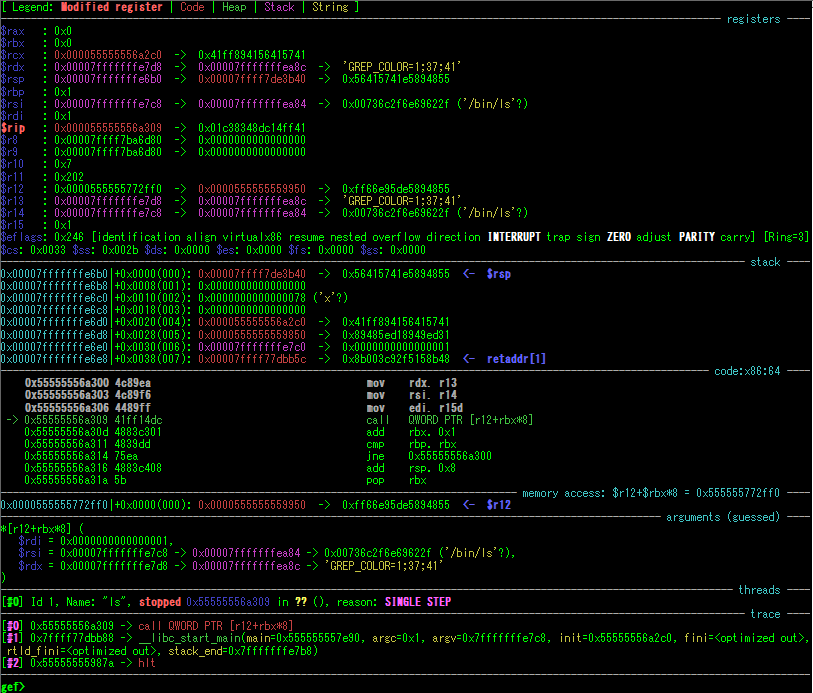 [ Legend: Modified register | Code | Heap | Stack | String ]
registers
$rax : 0x0
$rbx : 0x0
$rcx : 0x000055555556a2c0 -> 0x41ff894156415741
$rdx : 0x00007fffffffe7d8 -> 0x00007fffffffea8c -> 'GREP_COLOR=1;37;41'
$rsp : 0x00007fffffffe6b0 -> 0x00007ffff7de3b40 -> 0x56415741e5894855
$rbp : 0x1
$rsi : 0x00007fffffffe7c8 -> 0x00007fffffffea84 -> 0x00736c2f6e69622f ('/bin/ls'?)
$rdi : 0x1
$rip : 0x000055555556a309 -> 0x01c38348dc14ff41
$r8 : 0x00007ffff7ba6d80 -> 0x0000000000000000
$r9 : 0x00007ffff7ba6d80 -> 0x0000000000000000
$r10 : 0x7
$r11 : 0x202
$r12 : 0x0000555555772ff0 -> 0x0000555555559950 -> 0xff66e95de5894855
$r13 : 0x00007fffffffe7d8 -> 0x00007fffffffea8c -> 'GREP_COLOR=1;37;41'
$r14 : 0x00007fffffffe7c8 -> 0x00007fffffffea84 -> 0x00736c2f6e69622f ('/bin/ls'?)
$r15 : 0x1
$eflags: 0x246 [identification align virtualx86 resume nested overflow direction INTERRUPT trap sign ZERO adjust PARITY carry] [Ring=3]
$cs: 0x0033 $ss: 0x002b $ds: 0x0000 $es: 0x0000 $fs: 0x0000 $gs: 0x0000
stack
0x00007fffffffe6b0|+0x0000(000): 0x00007ffff7de3b40 -> 0x56415741e5894855 <- $rsp
0x00007fffffffe6b8|+0x0008(001): 0x0000000000000000
0x00007fffffffe6c0|+0x0010(002): 0x0000000000000078 ('x'?)
0x00007fffffffe6c8|+0x0018(003): 0x0000000000000000
0x00007fffffffe6d0|+0x0020(004): 0x000055555556a2c0 -> 0x41ff894156415741
0x00007fffffffe6d8|+0x0028(005): 0x0000555555559850 -> 0x89485ed18949ed31
0x00007fffffffe6e0|+0x0030(006): 0x00007fffffffe7c0 -> 0x0000000000000001
0x00007fffffffe6e8|+0x0038(007): 0x00007ffff77dbb5c -> 0x8b003c92f5158b48 <- retaddr[1]
code:x86:64
0x55555556a300 4c89ea mov rdx. r13
0x55555556a303 4c89f6 mov rsi. r14
0x55555556a306 4489ff mov edi. r15d
-> 0x55555556a309 41ff14dc call QWORD PTR [r12+rbx*8]
0x55555556a30d 4883c301 add rbx. 0x1
0x55555556a311 4839dd cmp rbp. rbx
0x55555556a314 75ea jne 0x55555556a300
0x55555556a316 4883c408 add rsp. 0x8
0x55555556a31a 5b pop rbx
memory access: $r12+$rbx*8 = 0x555555772ff0
0x0000555555772ff0|+0x0000(000): 0x0000555555559950 -> 0xff66e95de5894855 <- $r12
arguments (guessed)
*[r12+rbx*8] (
$rdi = 0x0000000000000001,
$rsi = 0x00007fffffffe7c8 -> 0x00007fffffffea84 -> 0x00736c2f6e69622f ('/bin/ls'?),
$rdx = 0x00007fffffffe7d8 -> 0x00007fffffffea8c -> 'GREP_COLOR=1;37;41'
)
threads
[#0] Id 1, Name: "ls", stopped 0x55555556a309 in ?? (), reason: SINGLE STEP
trace
[#0] 0x55555556a309 -> call QWORD PTR [r12+rbx*8]
[#1] 0x7ffff77dbb88 -> __libc_start_main(main=0x555555557e90, argc=0x1, argv=0x7fffffffe7c8, init=0x55555556a2c0, fini=<optimized out>,
rtld_fini=<optimized out>, stack_end=0x7fffffffe7b8)
[#2] 0x55555555987a -> hlt
gef>